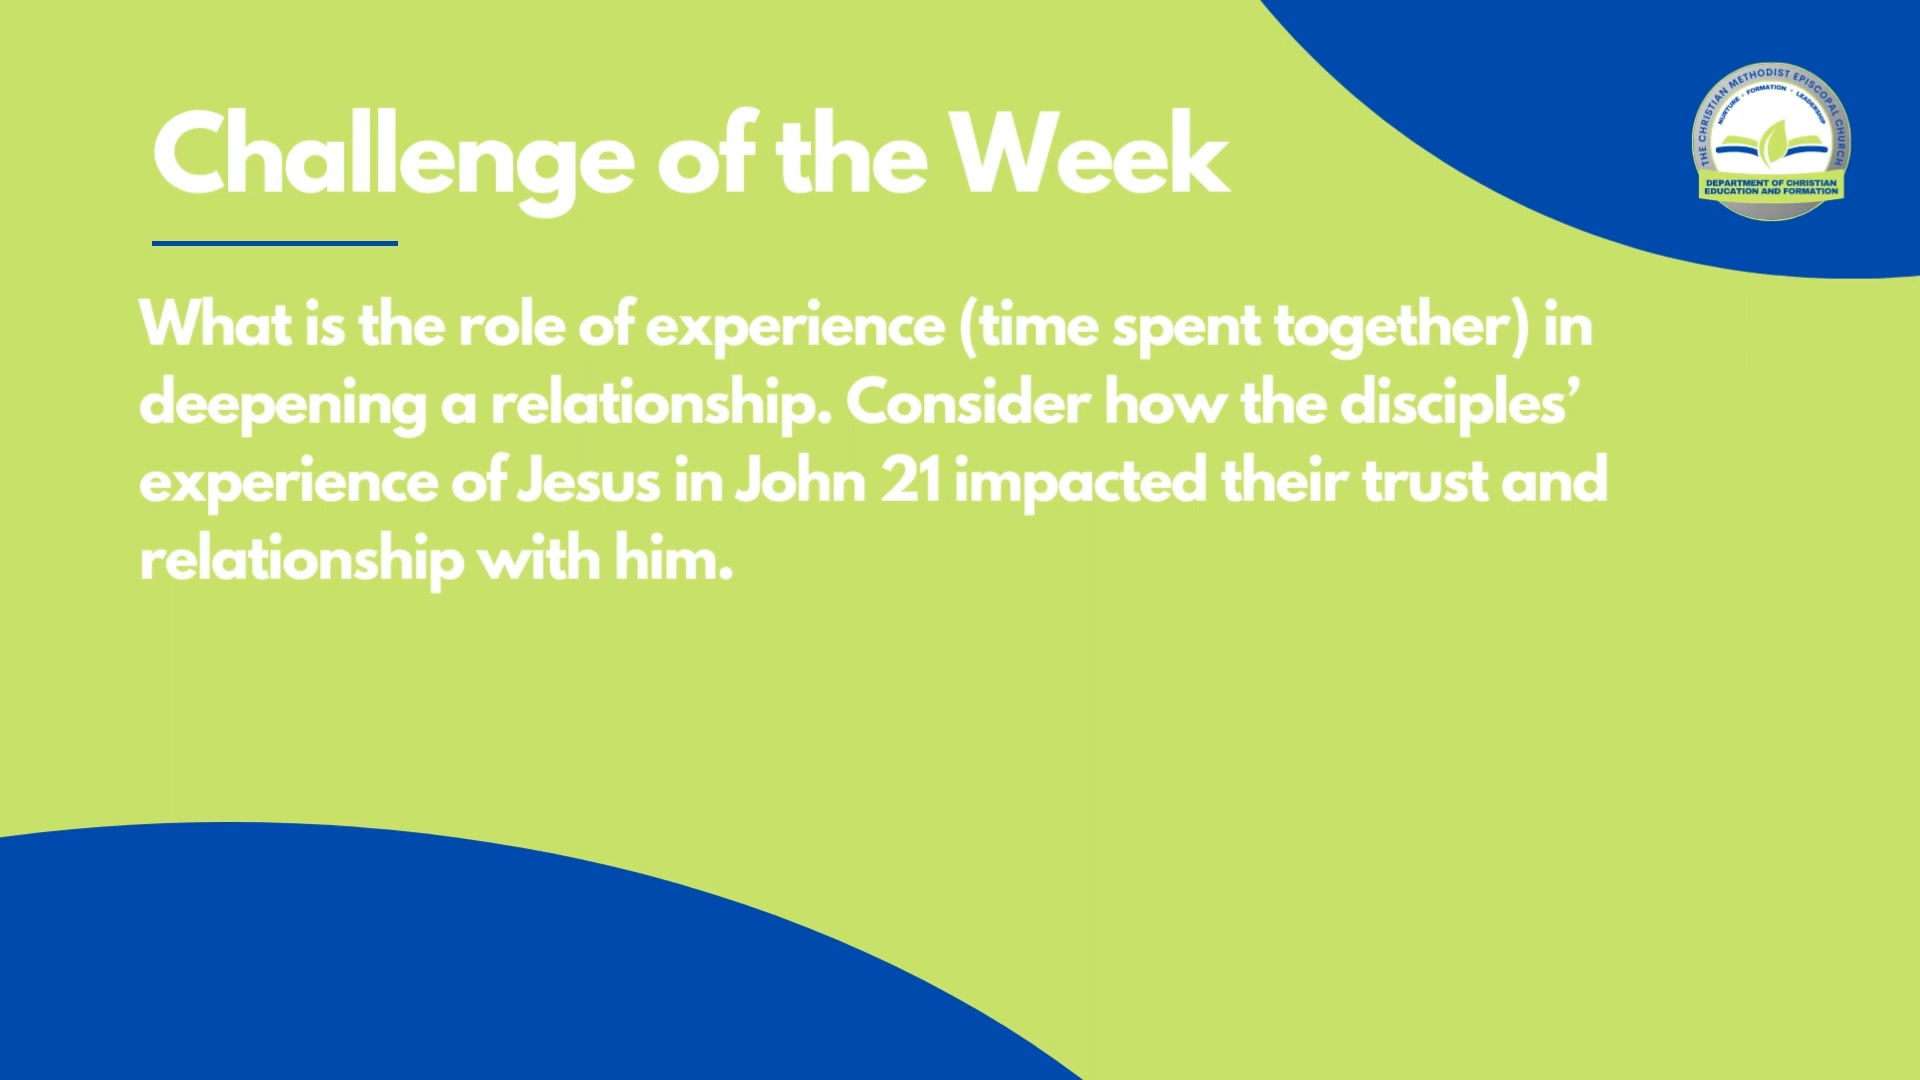 Challenge of the Week
THE CHRISTIAN METHODIST EPISCOPAL CHURCH
NURTURE • FORMATION • LEADERSHIP
DEPARTMENT OF CHRISTIAN
EDUCATION AND FORMATION
What is the role of experience (time spent together) in
deepening a relationship. Consider how the disciples’
experience of Jesus in John 21 impacted their trust and
relationship with him.